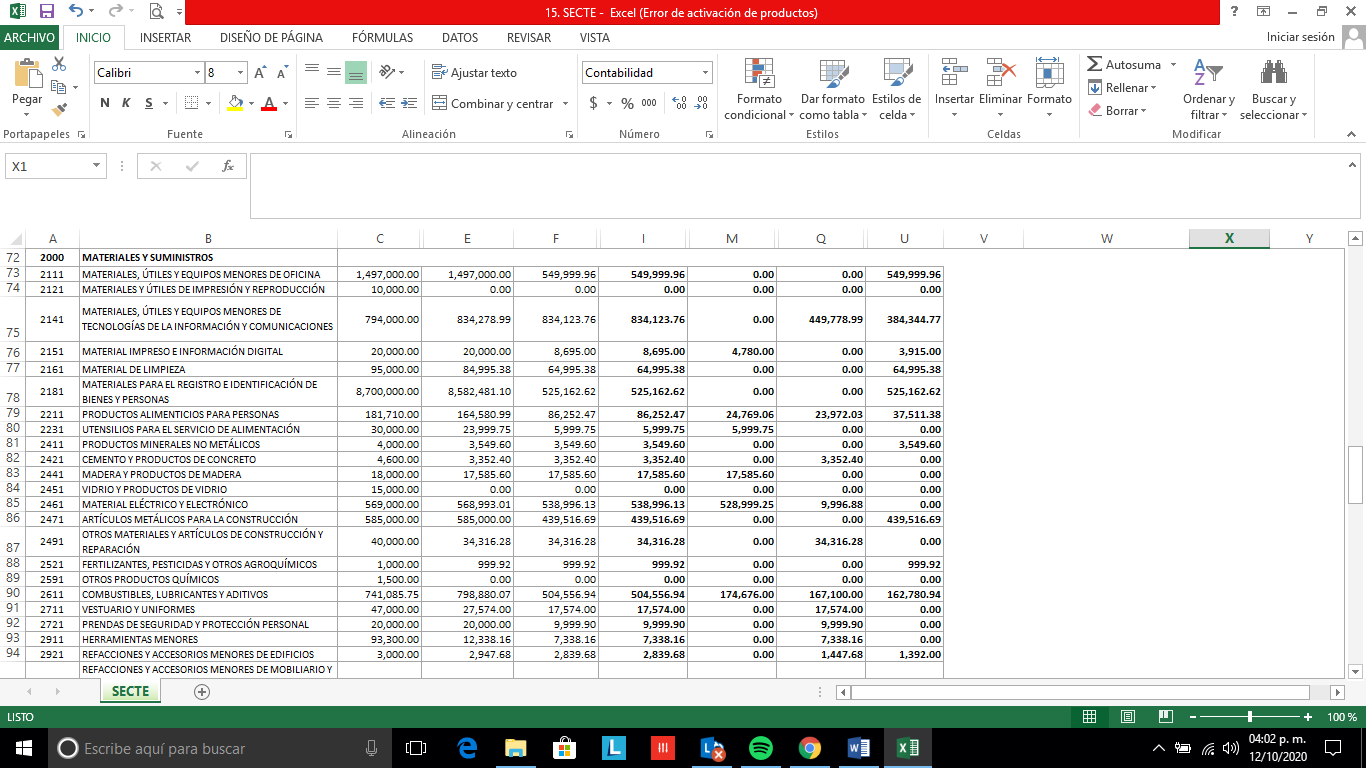 15. SECTE - Excel (Error de activación de productos)
ARCHIVO INICIO INSERTAR DISEÑO DE PÁGINA FÓRMULAS DATOS REVISAR VISTA Iniciar sesión
Pegar
Calibri 8
Ajustar texto
Contabilidad
N K S
Combinar y centrar
$ % 000
Formato condicional
Dar formato como tabla
Estilos de celda
Insertar Eliminar Formato
Autosuma
Rellenar
Borrar
Ordenar y filtrar
Buscar y seleccionar
Portapapeles Fuente Alineación Número Estilos Celdas Modificar
X1 fx
A B C E F I M Q U V W X Y
72 2000 MATERIALES Y SUMINISTROS
73 2111 MATERIALES, ÚTILES Y EQUIPOS MENORES DE OFICINA 1,497,000.00 1,497,000.00 549,999.96 549,999.96 0.00 0.00 549,999.96
74 2121 MATERIALES Y ÚTILES DE IMPRESIÓN Y REPRODUCCIÓN 10,000.00 0.00 0.00 0.00 0.00 0.00 0.00
75 2141 MATERIALES, ÚTILES Y EQUIPOS MENORES DE
TECNOLOGÍAS DE LA INFORMACIÓN Y COMUNICACIONES 794,000.00 834,278.99 834,123.76 834,123.76 0.00 449,778.99 384,344.77
76 2151 MATERIAL IMPRESO E INFORMACIÓN DIGITAL 20,000.00 20,000.00 8,695.00 8,695.00 4,780.00 0.00 3,915.00
77 2161 MATERIAL DE LIMPIEZA 95,000.00 84,995.38 64,995.38 64,995.38 0.00 0.00 64,995.38
78 2181 MATERIALES PARA EL REGISTRO E IDENTIFICACIÓN DE
BIENES Y PERSONAS 8,700,000.00 8,582,481.10 525,162.62 525,162.62 0.00 0.00 525,162.62
79 2211 PRODUCTOS ALIMENTICIOS PARA PERSONAS 181,710.00 164,580.99 86,252.47 86,252.47 24,769.06 23,972.03 37,511.38
80 2231 UTENSILIOS PARA EL SERVICIO DE ALIMENTACIÓN 30,000.00 23,999.75 5,999.75 5,999.75 5,999.75 0.00 0.00
81 2411 PRODUCTOS MINERALES NO METÁLICOS 4,000.00 3,549.60 3,549.60 3,549.60 0.00 0.00 3,549.60
82 2421 CEMENTO Y PRODUCTOS DE CONCRETO 4,600.00 3,352.40 3,352.40 3,352.40 0.00 3,352.40 0.00
83 2441 MADERA Y PRODUCTOS DE MADERA 18,000.00 17,585.60 17,585.60 17,585.60 17,585.60 0.00 0.00
84 2451 VIDRIO Y PRODUCTOS DE VIDRIO 15,000.00 0.00 0.00 0.00 0.00 0.00 0.00
85 2461 MATERIAL ELÉCTRICO Y ELECTRÓNICO 569,000.00 568,993.01 538,996.13 538,996.13 528,999.25 9,996.88 0.00
86 2471 ARTÍCULOS METÁLICOS PARA LA CONSTRUCCIÓN 585,000.00 585,000.00 439,516.69 439,516.69 0.00 0.00 439,516.69
87 2491 OTROS MATERIALES Y ARTÍCULOS DE CONSTRUCCIÓN Y
REPARACIÓN 40,000.00 34,316.28 34,316.28 34,316.28 0.00 34,316.28 0.00
88 2521 FERTILIZANTES, PESTICIDAS Y OTROS AGROQUÍMICOS 1,000.00 999.92 999.92 999.92 0.00 0.00 999.92
89 2591 OTROS PRODUCTOS QUÍMICOS 1,500.00 0.00 0.00 0.00 0.00 0.00 0.00
90 2611 COMBUSTIBLES, LUBRICANTES Y ADITIVOS 741,085.75 798,880.07 504,556.94 504,556.94 174,676.00 167,100.00 162,780.94
91 2711 VESTUARIO Y UNIFORMES 47,000.00 27,574.00 17,574.00 17,574.00 0.00 17,574.00 0.00
92 2721 PRENDAS DE SEGURIDAD Y PROTECCIÓN PERSONAL 20,000.00 20,000.00 9,999.90 9,999.90 0.00 9,999.90 0.00
93 2911 HERRAMIENTAS MENORES 93,300.00 12,338.16 7,338.16 7,338.16 0.00 7,338.16 0.00
94 2921 REFACCIONES Y ACCESORIOS MENORES DE EDIFICIOS 3,000.00 2,947.68 2,839.68 2,839.68 0.00 1,447.68 1,392.00
REFACCIONES Y ACCESORIOS MENORES DE MOBILIARIO Y
SECTE
LISTO 100 %
Escribe aquí para buscar
04:02 p. m.
12/10/2020